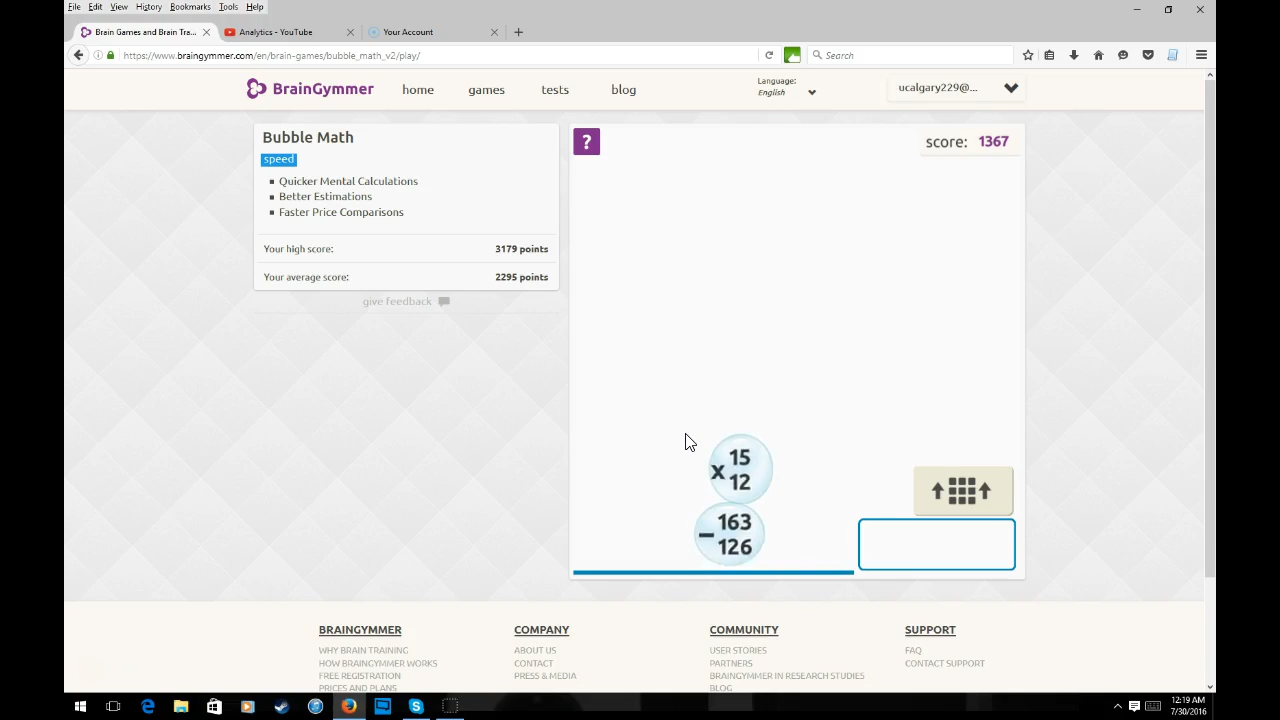 File Edit View History Bookmarks Tools Help
Brain Games and Brain Tra... Analytics - YouTube Your Account
https://www.braingymmer.com/en/brain-games/bubble_math_v2/play/ Search
BrainGymmer home games tests blog Language: English ucalgary229@...
Bubble Math
speed
Quicker Mental Calculations
Better Estimations
Faster Price Comparisons
Your high score: 3179 points
Your average score: 2295 points
give feedback
? score: 1367
x 15
12
− 163
126
BRAINGYMMER COMPANY COMMUNITY SUPPORT
WHY BRAIN TRAINING ABOUT US USER STORIES FAQ
HOW BRAINGYMMER WORKS CONTACT PARTNERS CONTACT SUPPORT
FREE REGISTRATION PRESS & MEDIA BRAINGYMMER IN RESEARCH STUDIES
PRICES AND PLANS BLOG
12:19 AM
7/30/2016